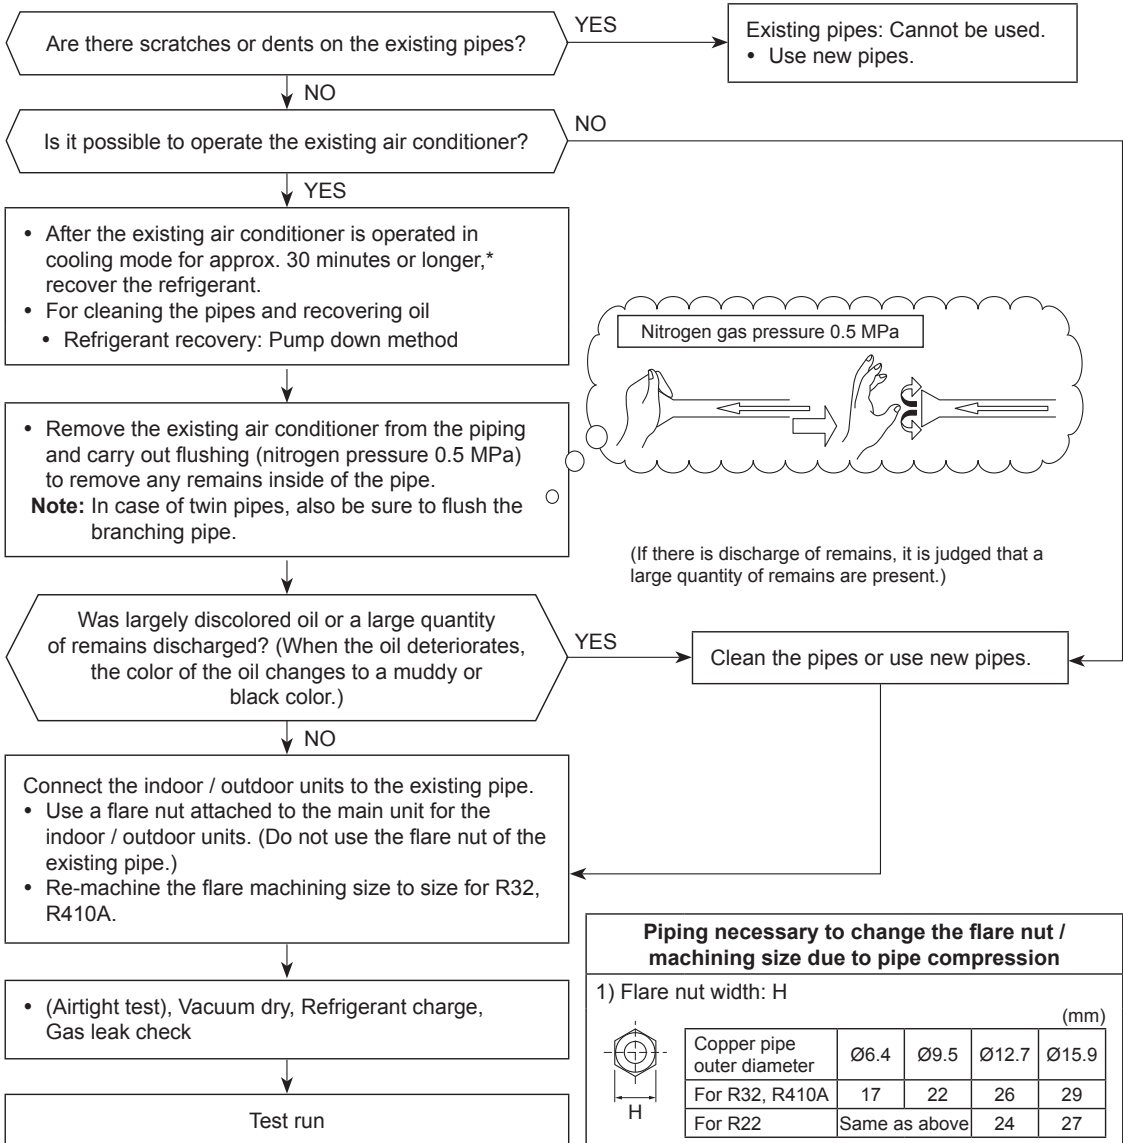 Are there scratches or dents on the existing pipes?
YES
Existing pipes: Cannot be used.
• Use new pipes.
NO
Is it possible to operate the existing air conditioner?
NO
YES
• After the existing air conditioner is operated in
cooling mode for approx. 30 minutes or longer,*
recover the refrigerant.
• For cleaning the pipes and recovering oil
• Refrigerant recovery: Pump down method
Nitrogen gas pressure 0.5 MPa
• Remove the existing air conditioner from the piping
and carry out flushing (nitrogen pressure 0.5 MPa)
to remove any remains inside of the pipe.
Note: In case of twin pipes, also be sure to flush the
branching pipe.
(If there is discharge of remains, it is judged that a
large quantity of remains are present.)
Was largely discolored oil or a large quantity
of remains discharged? (When the oil deteriorates,
the color of the oil changes to a muddy or
black color.)
YES
Clean the pipes or use new pipes.
NO
Connect the indoor / outdoor units to the existing pipe.
• Use a flare nut attached to the main unit for the
indoor / outdoor units. (Do not use the flare nut of the
existing pipe.)
• Re-machine the flare machining size to size for R32,
R410A.
• (Airtight test), Vacuum dry, Refrigerant charge,
Gas leak check
Test run
Piping necessary to change the flare nut /
machining size due to pipe compression
1) Flare nut width: H
(mm)
H
Copper pipe
outer diameter Ø6.4 Ø9.5 Ø12.7 Ø15.9
For R32, R410A 17 22 26 29
For R22 Same as above 24 27